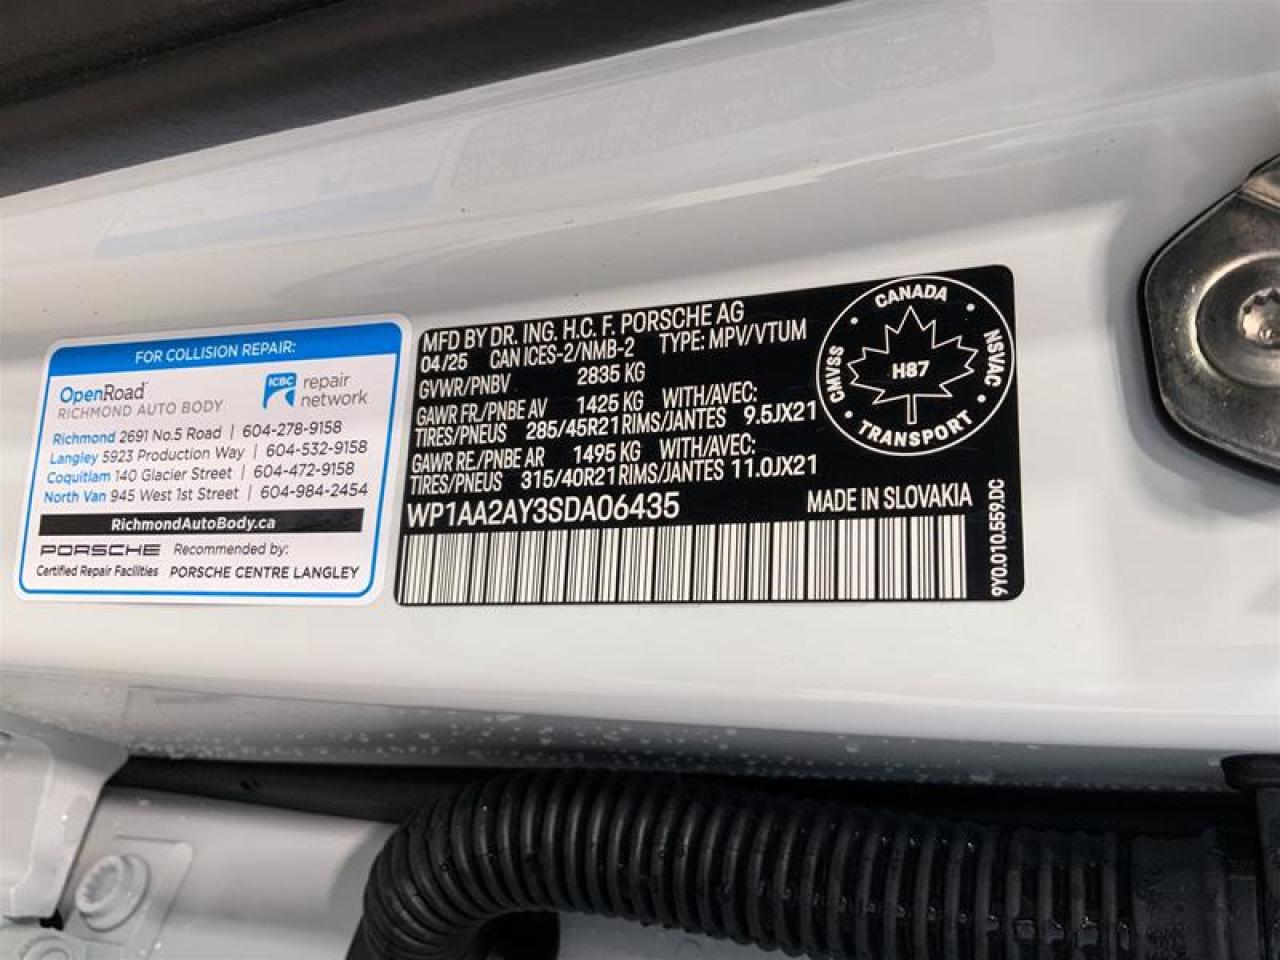 FOR COLLISION REPAIR:
OpenRoad
RICHMOND AUTO BODY
ICBC repair network
Richmond 2691 No.5 Road | 604-278-9158
Langley 5923 Production Way | 604-532-9158
Coquitlam 140 Glacier Street | 604-472-9158
North Van 945 West 1st Street | 604-984-2454
RichmondAutoBody.ca
PORSCHE Recommended by:
Certified Repair Facilities PORSCHE CENTRE LANGLEY
MFD BY DR. ING. H.C. F. PORSCHE AG
04/25 CAN ICES-2/NMB-2 TYPE: MPV/VTUM
GVWR/PNBV 2835 KG
GAWR FR./PNBE AV 1425 KG WITH/AVEC:
TIRES/PNEUS 285/45R21 RIMS/JANTES 9.5JX21
GAWR RE./PNBE AR 1495 KG WITH/AVEC:
TIRES/PNEUS 315/40R21 RIMS/JANTES 11.0JX21
WP1AA2AY3SDA06435 MADE IN SLOVAKIA
CANADA
CMVSS
H87
NSVAC
TRANSPORT
9Y0.010.559.DC